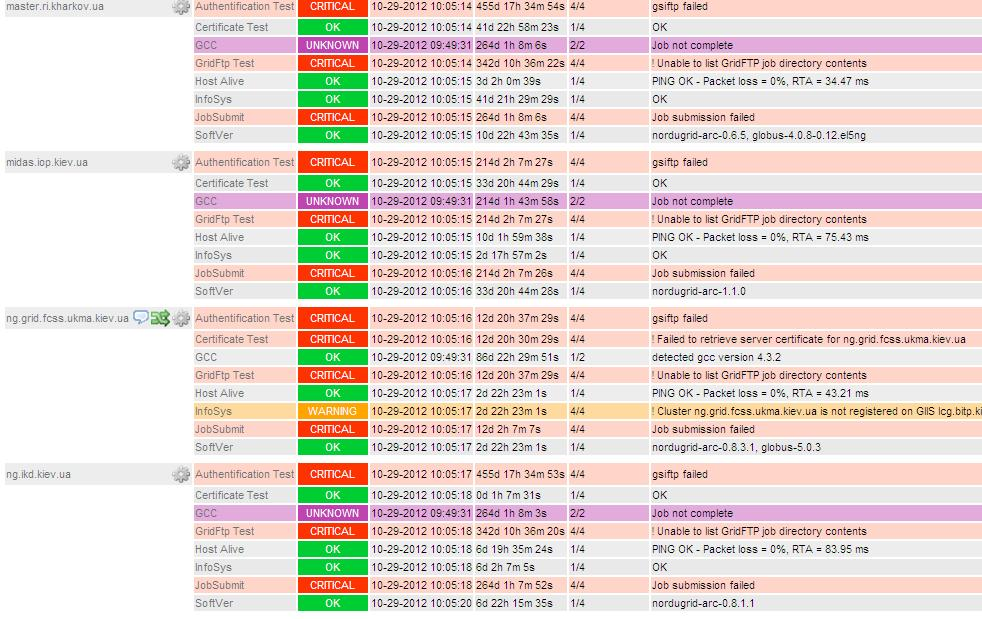 master.ri.kharkov.ua Authentification Test CRITICAL 10-29-2012 10:05:14 455d 17h 34m 54s 4/4 gsiftp failed
Certificate Test OK 10-29-2012 10:05:14 41d 22h 58m 23s 1/4 OK
GCC UNKNOWN 10-29-2012 09:49:31 264d 1h 8m 6s 2/2 Job not complete
GridFtp Test CRITICAL 10-29-2012 10:05:14 342d 10h 36m 22s 4/4 ! Unable to list GridFTP job directory contents
Host Alive OK 10-29-2012 10:05:15 3d 2h 0m 39s 1/4 PING OK - Packet loss = 0%, RTA = 34.47 ms
InfoSys OK 10-29-2012 10:05:15 41d 21h 29m 29s 1/4 OK
JobSubmit CRITICAL 10-29-2012 10:05:15 264d 1h 8m 6s 4/4 Job submission failed
SoftVer OK 10-29-2012 10:05:15 10d 22h 43m 35s 1/4 nordugrid-arc-0.6.5, globus-4.0.8-0.12.el5ng
midas.iop.kiev.ua Authentification Test CRITICAL 10-29-2012 10:05:15 214d 2h 7m 27s 4/4 gsiftp failed
Certificate Test OK 10-29-2012 10:05:15 33d 20h 44m 29s 1/4 OK
GCC UNKNOWN 10-29-2012 09:49:31 214d 1h 43m 58s 2/2 Job not complete
GridFtp Test CRITICAL 10-29-2012 10:05:15 214d 2h 7m 27s 4/4 ! Unable to list GridFTP job directory contents
Host Alive OK 10-29-2012 10:05:15 10d 1h 59m 38s 1/4 PING OK - Packet loss = 0%, RTA = 75.43 ms
InfoSys OK 10-29-2012 10:05:15 2d 17h 57m 2s 1/4 OK
JobSubmit CRITICAL 10-29-2012 10:05:16 214d 2h 7m 26s 4/4 Job submission failed
SoftVer OK 10-29-2012 10:05:16 33d 20h 44m 28s 1/4 nordugrid-arc-1.1.0
ng.grid.fcss.ukma.kiev.ua Authentification Test CRITICAL 10-29-2012 10:05:16 12d 20h 37m 29s 4/4 gsiftp failed
Certificate Test CRITICAL 10-29-2012 10:05:16 12d 20h 30m 29s 4/4 ! Failed to retrieve server certificate for ng.grid.fcss.ukma.kiev.ua
GCC OK 10-29-2012 09:49:31 86d 22h 29m 51s 1/2 detected gcc version 4.3.2
GridFtp Test CRITICAL 10-29-2012 10:05:16 12d 20h 37m 29s 4/4 ! Unable to list GridFTP job directory contents
Host Alive OK 10-29-2012 10:05:17 2d 22h 23m 1s 1/4 PING OK - Packet loss = 0%, RTA = 43.21 ms
InfoSys WARNING 10-29-2012 10:05:17 2d 22h 23m 1s 4/4 ! Cluster ng.grid.fcss.ukma.kiev.ua is not registered on GIIS lcg.bitp.ki
JobSubmit CRITICAL 10-29-2012 10:05:17 12d 2h 7m 7s 4/4 Job submission failed
SoftVer OK 10-29-2012 10:05:17 2d 22h 23m 1s 1/4 nordugrid-arc-0.8.3.1, globus-5.0.3
ng.ikd.kiev.ua Authentification Test CRITICAL 10-29-2012 10:05:17 455d 17h 34m 53s 4/4 gsiftp failed
Certificate Test OK 10-29-2012 10:05:18 0d 1h 7m 31s 1/4 OK
GCC UNKNOWN 10-29-2012 09:49:31 264d 1h 8m 3s 2/2 Job not complete
GridFtp Test CRITICAL 10-29-2012 10:05:18 342d 10h 36m 20s 4/4 ! Unable to list GridFTP job directory contents
Host Alive OK 10-29-2012 10:05:18 6d 19h 35m 24s 1/4 PING OK - Packet loss = 0%, RTA = 83.95 ms
InfoSys OK 10-29-2012 10:05:18 6d 2h 7m 5s 1/4 OK
JobSubmit CRITICAL 10-29-2012 10:05:18 264d 1h 7m 52s 4/4 Job submission failed
SoftVer OK 10-29-2012 10:05:20 6d 22h 15m 35s 1/4 nordugrid-arc-0.8.1.1